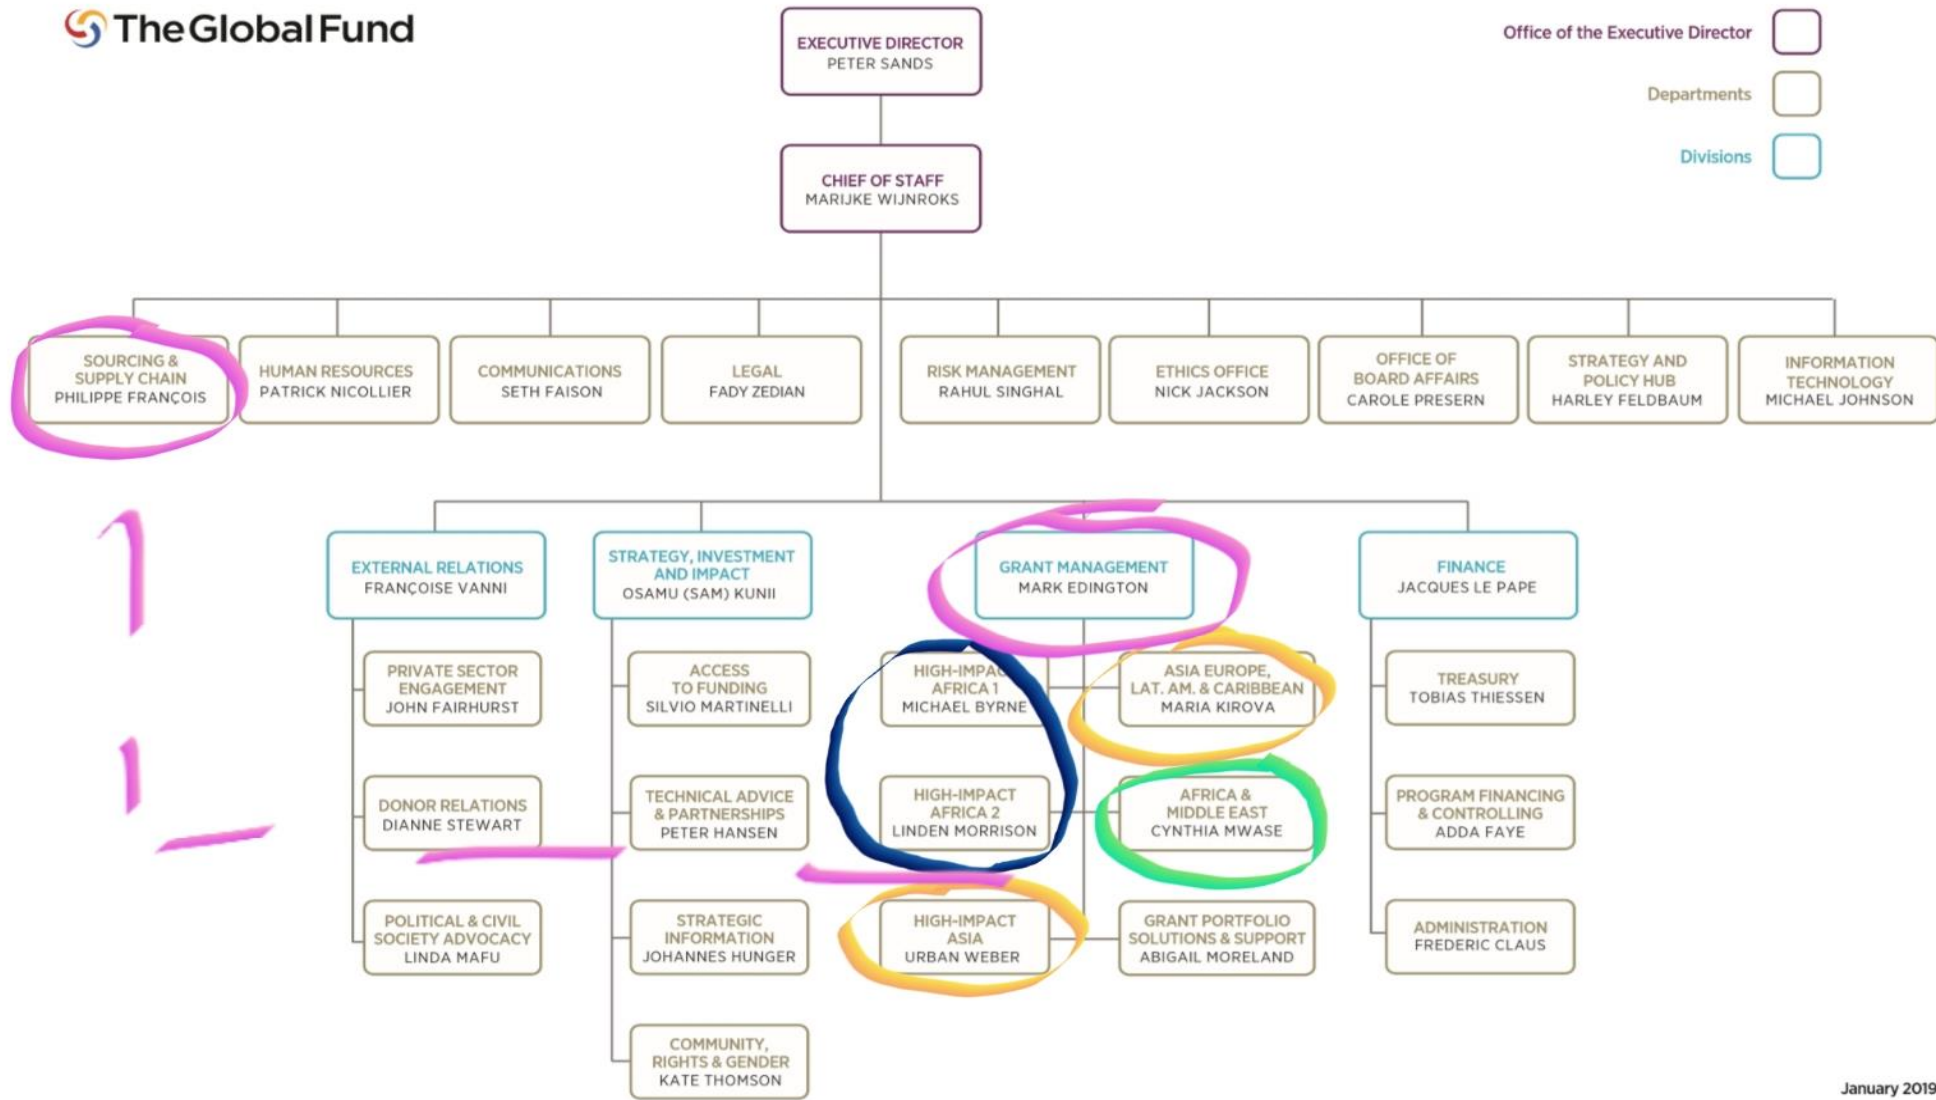 The Global Fund
EXECUTIVE DIRECTOR
PETER SANDS
Office of the Executive Director
Departments
Divisions
CHIEF OF STAFF
MARIJKE WIJNROKS
SOURCING &
SUPPLY CHAIN
PHILIPPE FRANÇOIS
HUMAN RESOURCES
PATRICK NICOLLIER
COMMUNICATIONS
SETH FAISON
LEGAL
FADY ZEDIAN
RISK MANAGEMENT
RAHUL SINGHAL
ETHICS OFFICE
NICK JACKSON
OFFICE OF
BOARD AFFAIRS
CAROLE PRESERN
STRATEGY AND
POLICY HUB
HARLEY FELDBAUM
INFORMATION
TECHNOLOGY
MICHAEL JOHNSON
EXTERNAL RELATIONS
FRANÇOISE VANNI
STRATEGY, INVESTMENT
AND IMPACT
OSAMU (SAM) KUNII
GRANT MANAGEMENT
MARK EDINGTON
FINANCE
JACQUES LE PAPE
PRIVATE SECTOR
ENGAGEMENT
JOHN FAIRHURST
ACCESS
TO FUNDING
SILVIO MARTINELLI
HIGH-IMPACT
AFRICA 1
MICHAEL BYRNE
ASIA EUROPE,
LAT. AM. & CARIBBEAN
MARIA KIROVA
TREASURY
TOBIAS THIESSEN
DONOR RELATIONS
DIANNE STEWART
TECHNICAL ADVICE
& PARTNERSHIPS
PETER HANSEN
HIGH-IMPACT
AFRICA 2
LINDEN MORRISON
AFRICA &
MIDDLE EAST
CYNTHIA MWASE
PROGRAM FINANCING
& CONTROLLING
ADDA FAYE
POLITICAL & CIVIL
SOCIETY ADVOCACY
LINDA MAFU
STRATEGIC
INFORMATION
JOHANNES HUNGER
HIGH-IMPACT
ASIA
URBAN WEBER
GRANT PORTFOLIO
SOLUTIONS & SUPPORT
ABIGAIL MORELAND
ADMINISTRATION
FREDERIC CLAUS
COMMUNITY,
RIGHTS & GENDER
KATE THOMSON
January 2019